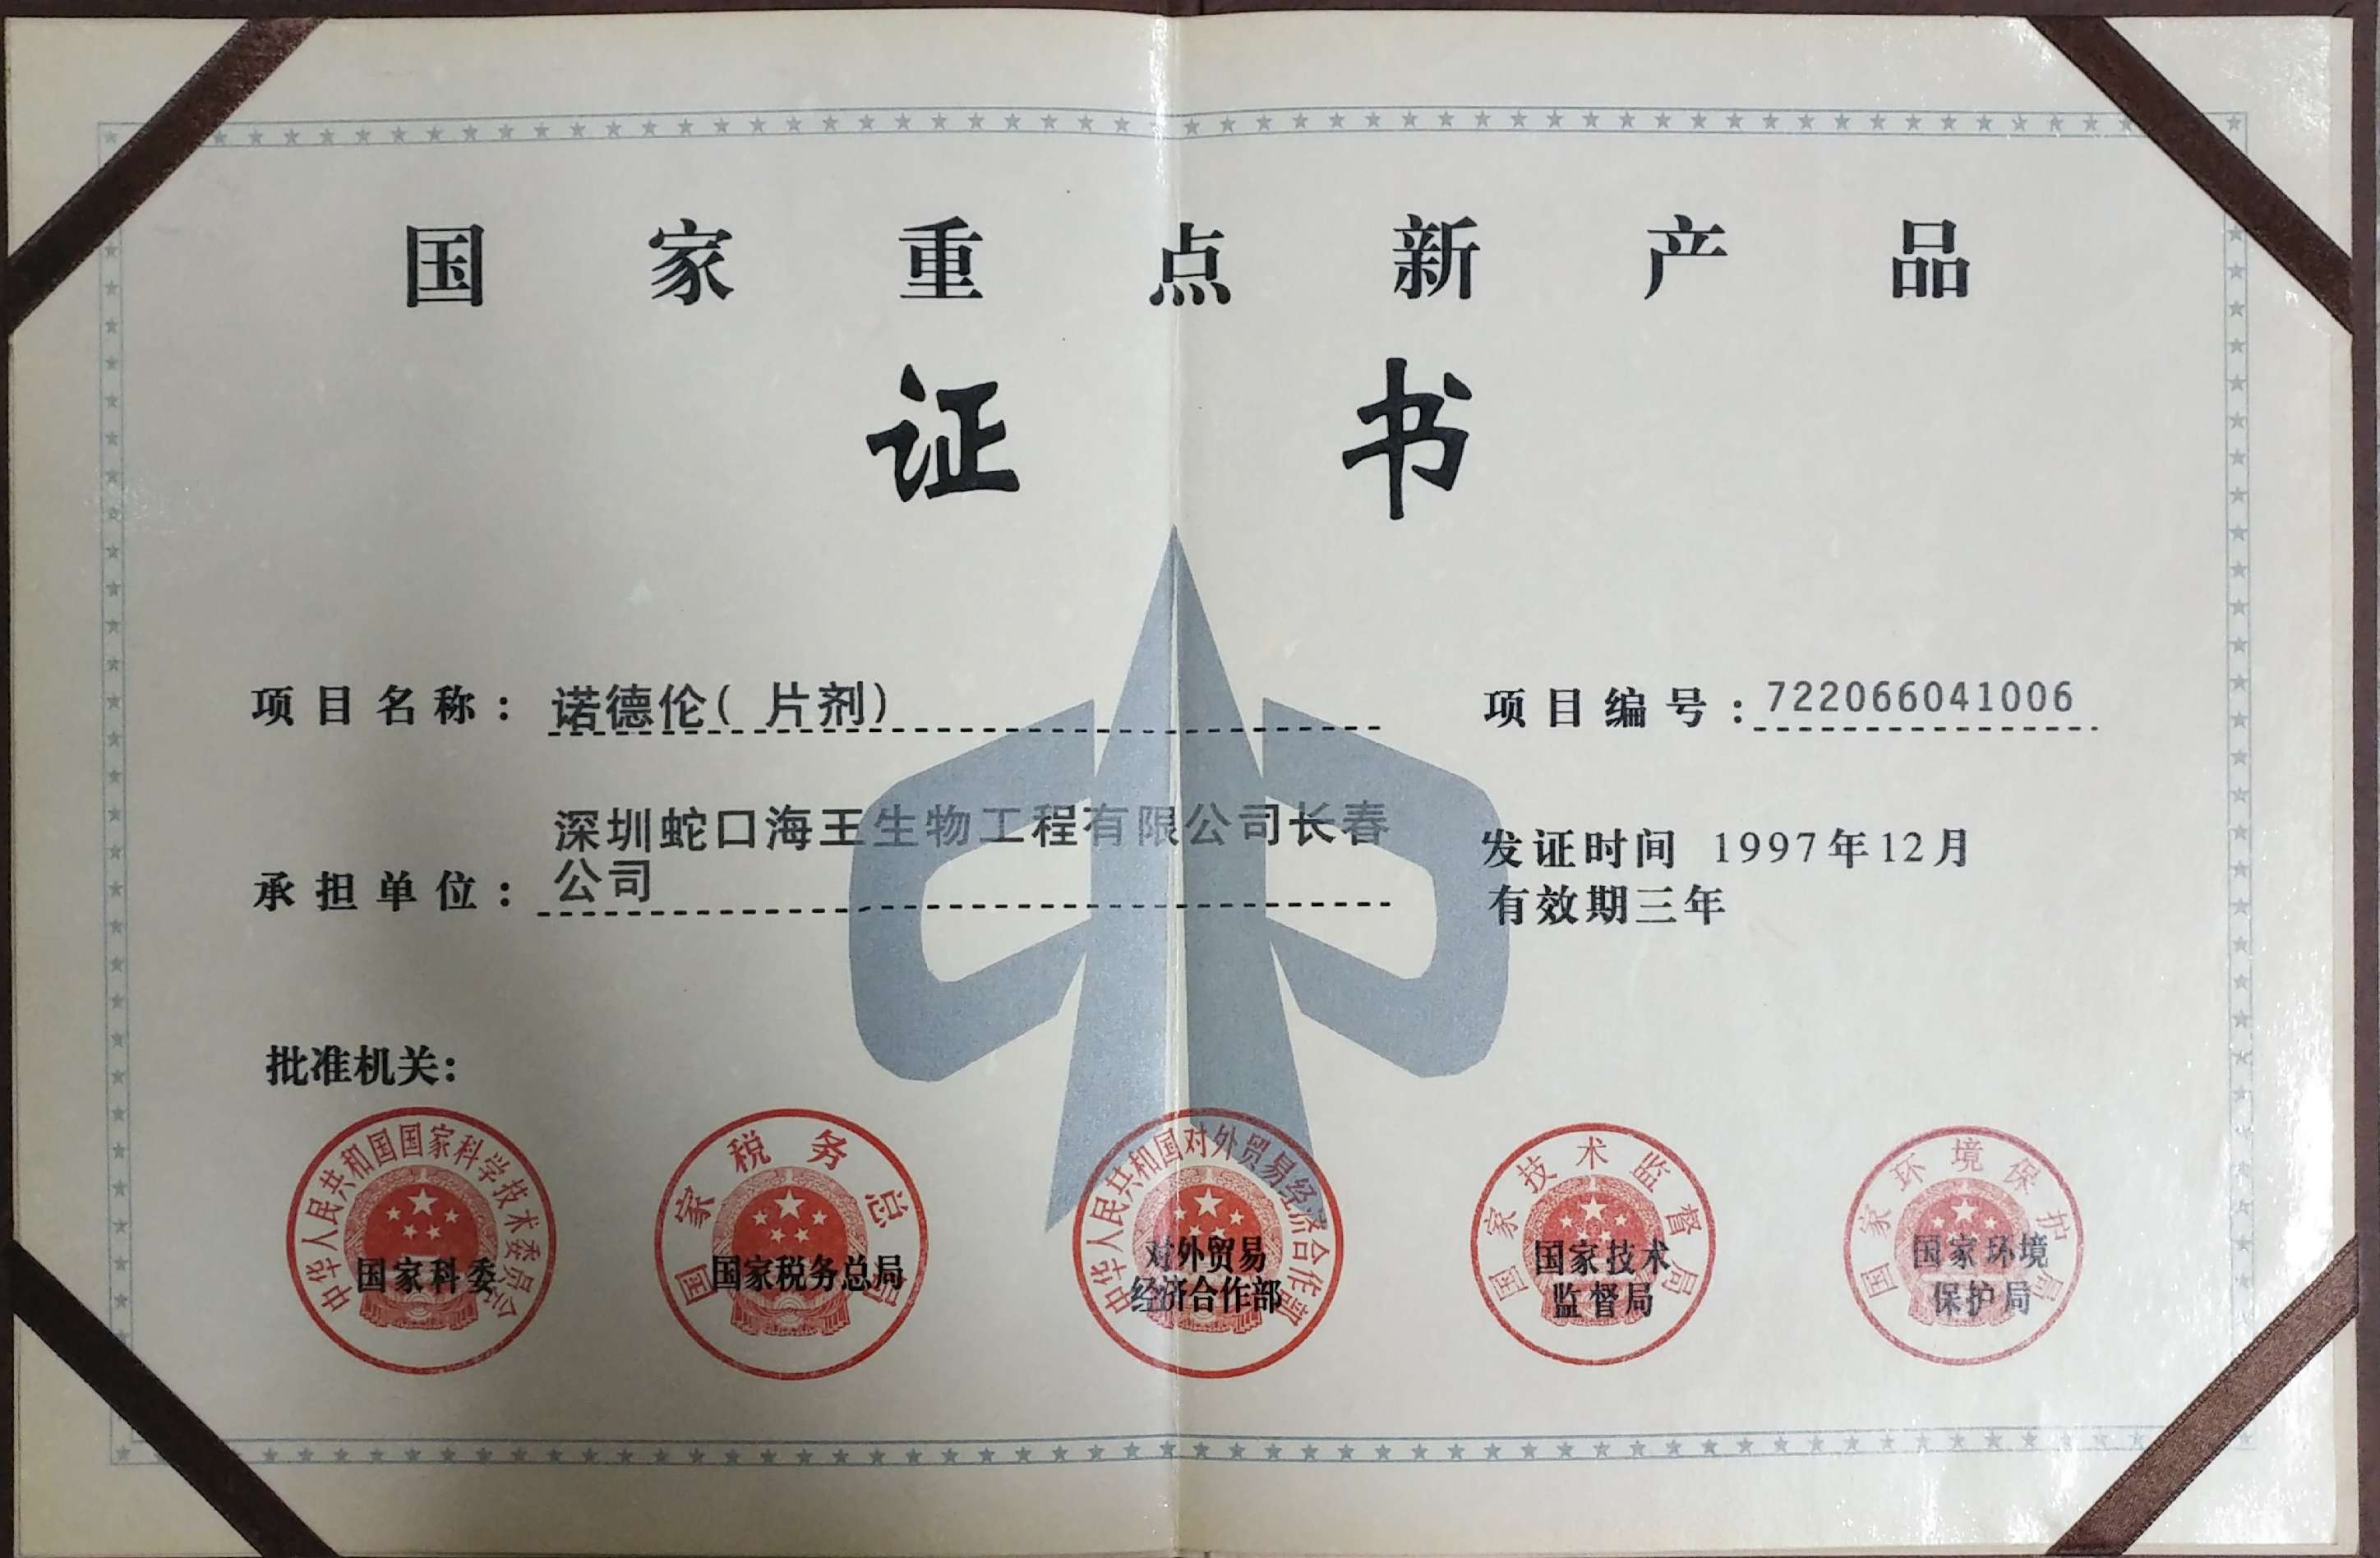 国家重点新产品
证书
项目名称：诺德伦(片剂)
项目编号：722066041006
深圳蛇口海王生物工程有限公司长春
承担单位：公司
发证时间 1997年12月
有效期三年
批准机关：
中华人民共和国国家科学技术委员会
国家科委
国家税务总局
国家税务总局
中华人民共和国对外贸易经济合作部
对外贸易
经济合作部
国家技术监督局
国家技术
监督局
国家环境保护局
国家环境
保护局